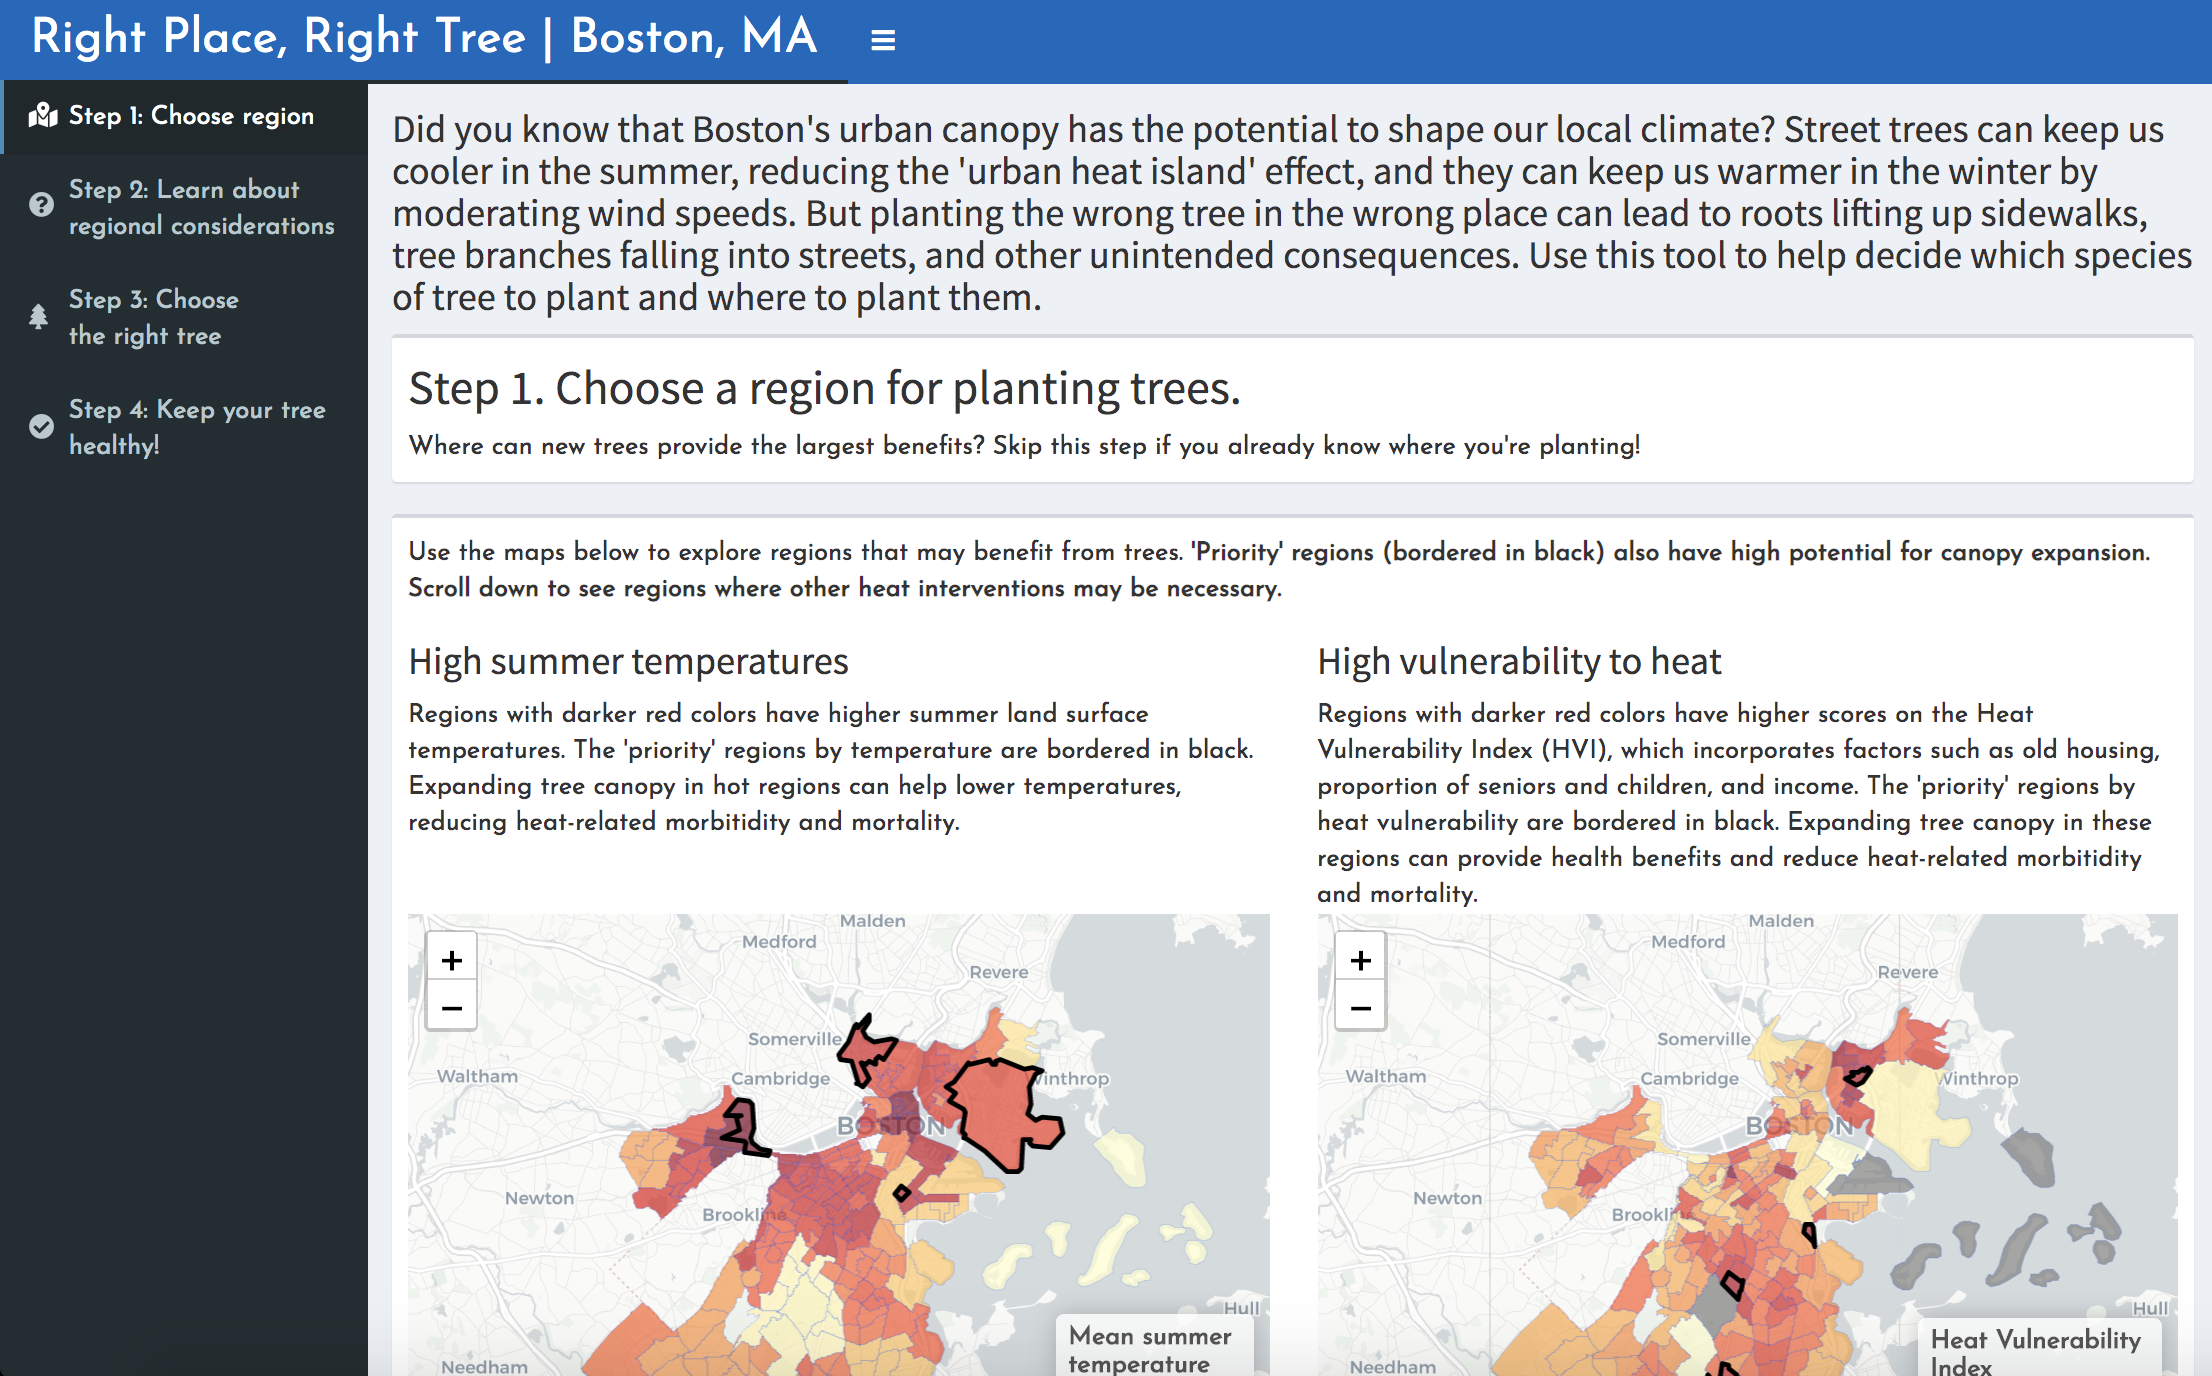 Right Place, Right Tree | Boston, MA
Step 1: Choose region
Step 2: Learn about
regional considerations
Step 3: Choose
the right tree
Step 4: Keep your tree
healthy!
Did you know that Boston's urban canopy has the potential to shape our local climate? Street trees can keep us
cooler in the summer, reducing the 'urban heat island' effect, and they can keep us warmer in the winter by
moderating wind speeds. But planting the wrong tree in the wrong place can lead to roots lifting up sidewalks,
tree branches falling into streets, and other unintended consequences. Use this tool to help decide which species
of tree to plant and where to plant them.
Step 1. Choose a region for planting trees.
Where can new trees provide the largest benefits? Skip this step if you already know where you're planting!
Use the maps below to explore regions that may benefit from trees. 'Priority' regions (bordered in black) also have high potential for canopy expansion.
Scroll down to see regions where other heat interventions may be necessary.
High summer temperatures
Regions with darker red colors have higher summer land surface
temperatures. The 'priority' regions by temperature are bordered in black.
Expanding tree canopy in hot regions can help lower temperatures,
reducing heat-related morbitidity and mortality.
+
−
Malden
Medford
Revere
Somerville
Waltham
Cambridge
Winthrop
BOSTON
Newton
Brookline
Hull
Needham
Mean summer
temperature
High vulnerability to heat
Regions with darker red colors have higher scores on the Heat
Vulnerability Index (HVI), which incorporates factors such as old housing,
proportion of seniors and children, and income. The 'priority' regions by
heat vulnerability are bordered in black. Expanding tree canopy in these
regions can provide health benefits and reduce heat-related morbitidity
and mortality.
+
−
Malden
Medford
Revere
Somerville
Waltham
Cambridge
Winthrop
BOSTON
Newton
Brookline
Hull
Needham
Heat Vulnerability
Index